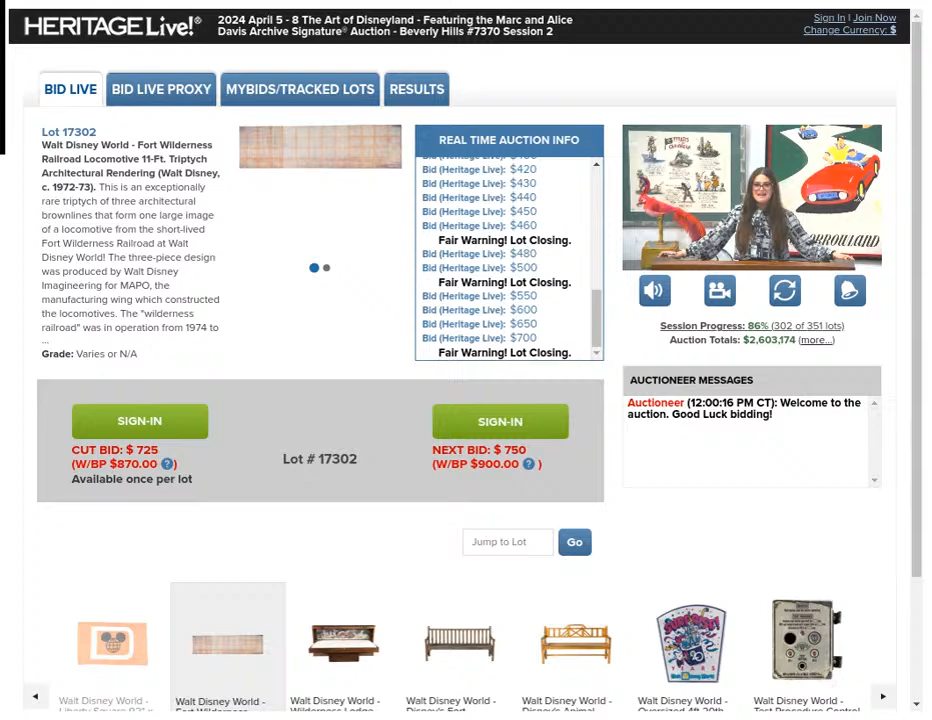 HERITAGE Live!®
2024 April 5 - 8 The Art of Disneyland - Featuring the Marc and Alice
Davis Archive Signature® Auction - Beverly Hills #7370 Session 2
Sign In | Join Now
Change Currency: $
BID LIVE
BID LIVE PROXY
MYBIDS/TRACKED LOTS
RESULTS
Lot 17302
Walt Disney World - Fort Wilderness
Railroad Locomotive 11-Ft. Triptych
Architectural Rendering (Walt Disney,
c. 1972-73). This is an exceptionally
rare triptych of three architectural
brownlines that form one large image
of a locomotive from the short-lived
Fort Wilderness Railroad at Walt
Disney World! The three-piece design
was produced by Walt Disney
Imagineering for MAPO, the
manufacturing wing which constructed
the locomotives. The "wilderness
railroad" was in operation from 1974 to
...
Grade: Varies or N/A
REAL TIME AUCTION INFO
Bid (Heritage Live): $420
Bid (Heritage Live): $430
Bid (Heritage Live): $440
Bid (Heritage Live): $450
Bid (Heritage Live): $460
Fair Warning! Lot Closing.
Bid (Heritage Live): $480
Bid (Heritage Live): $500
Fair Warning! Lot Closing.
Bid (Heritage Live): $550
Bid (Heritage Live): $600
Bid (Heritage Live): $650
Bid (Heritage Live): $700
Fair Warning! Lot Closing.
Session Progress: 86% (302 of 351 lots)
Auction Totals: $2,603,174 (more...)
AUCTIONEER MESSAGES
Auctioneer (12:00:16 PM CT): Welcome to the
auction. Good Luck bidding!
SIGN-IN
CUT BID: $ 725
(W/BP $870.00 ?)
Available once per lot
Lot # 17302
SIGN-IN
NEXT BID: $ 750
(W/BP $900.00 ? )
Jump to Lot
Go
SURPRISE!
20
YEARS
Walt Disney World -
Walt Disney World -
Walt Disney World -
Walt Disney World -
Walt Disney World -
Walt Disney World -
Walt Disney World -